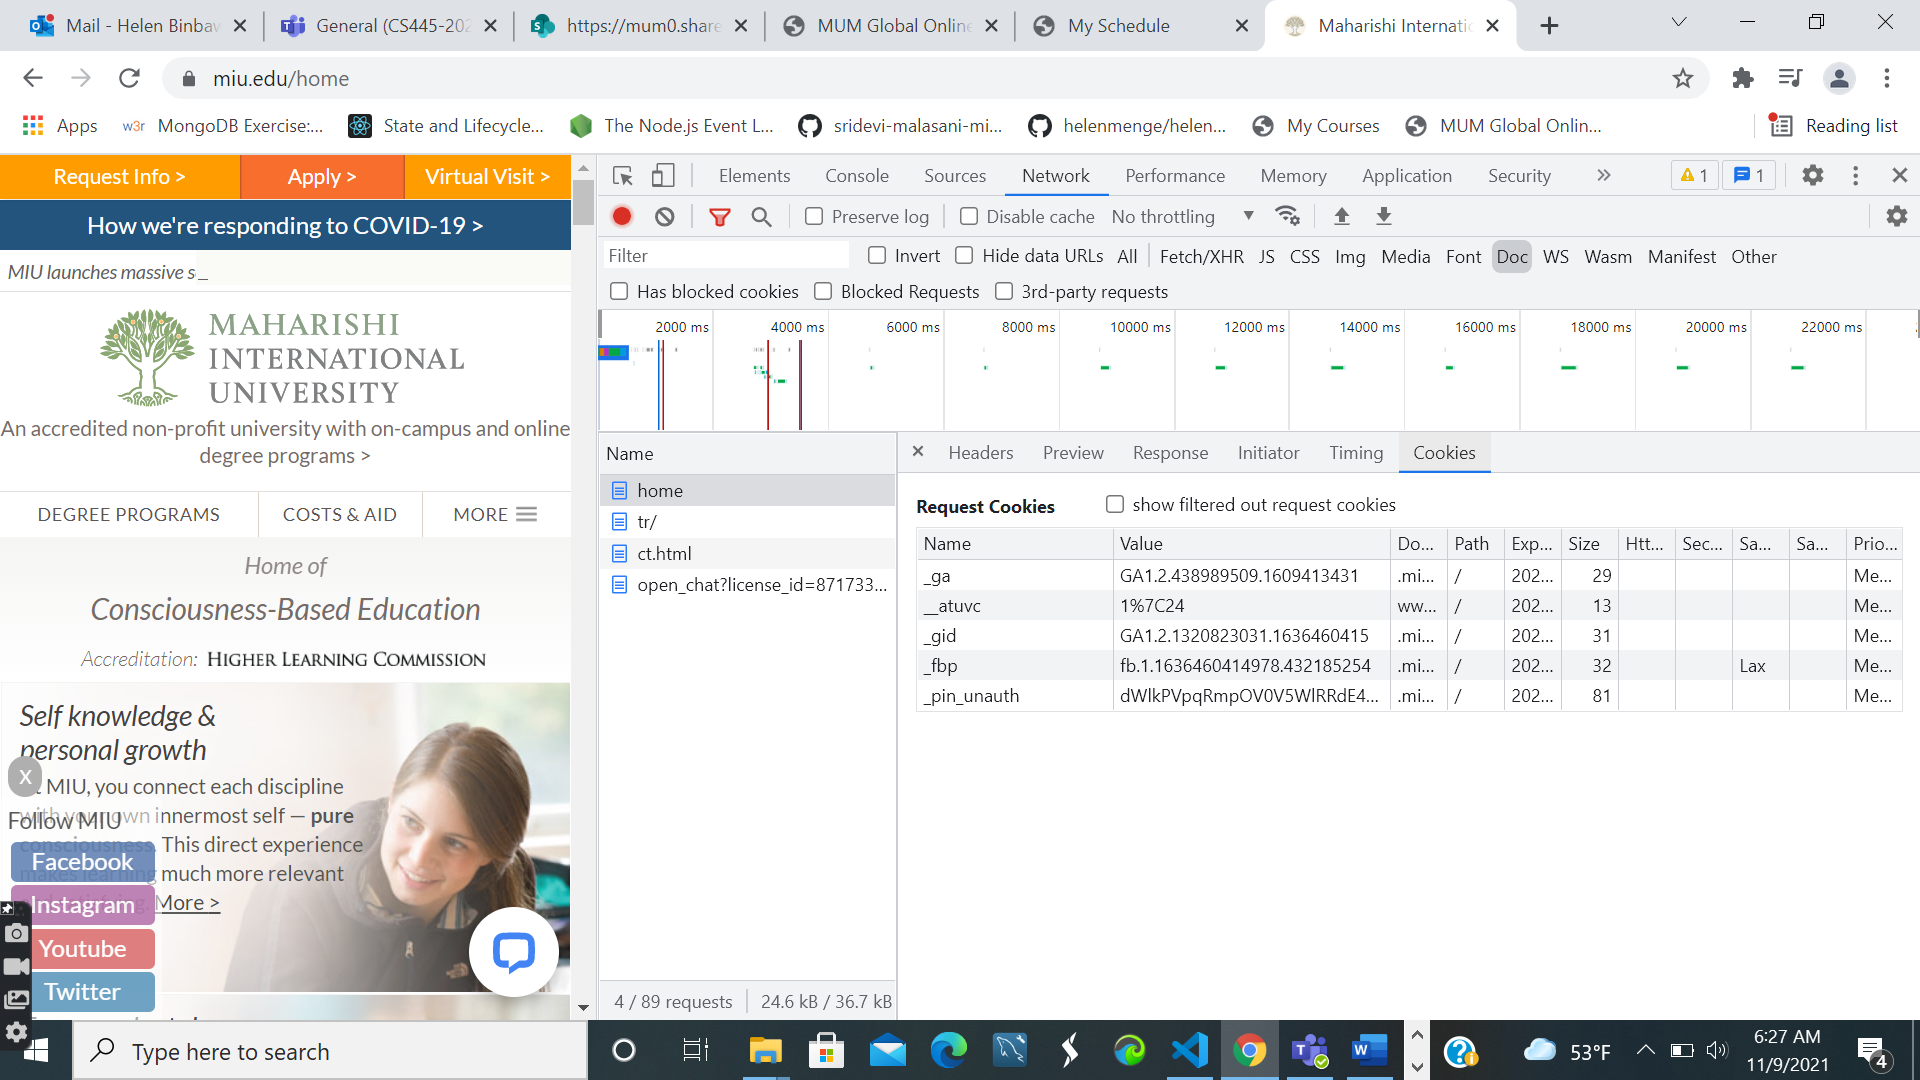 Mail - Helen Binbaw
General (CS445-202
https://mum0.share
MUM Global Online
My Schedule
Maharishi Internatio
miu.edu/home
Apps
w3r MongoDB Exercise:...
State and Lifecycle...
The Node.js Event L...
sridevi-malasani-mi...
helenmenge/helen...
My Courses
MUM Global Onlin...
Reading list
Request Info >
Apply >
Virtual Visit >
How we're responding to COVID-19 >
MIU launches massive s _
MAHARISHI
INTERNATIONAL
UNIVERSITY
An accredited non-profit university with on-campus and online
degree programs >
DEGREE PROGRAMS
COSTS & AID
MORE
Home of
Consciousness-Based Education
Accreditation: HIGHER LEARNING COMMISSION
Self knowledge &
personal growth
X
MIU, you connect each discipline
with your own innermost self — pure
Follow MIU
consciousness. This direct experience
makes learning much more relevant
More >
Facebook
Instagram
Youtube
Twitter
Elements Console Sources Network Performance Memory Application Security » 1 1
Preserve log Disable cache No throttling
Filter Invert Hide data URLs All Fetch/XHR JS CSS Img Media Font Doc WS Wasm Manifest Other
Has blocked cookies Blocked Requests 3rd-party requests
2000 ms 4000 ms 6000 ms 8000 ms 10000 ms 12000 ms 14000 ms 16000 ms 18000 ms 20000 ms 22000 ms
Name
home
tr/
ct.html
open_chat?license_id=871733...
4 / 89 requests 24.6 kB / 36.7 kB
Headers Preview Response Initiator Timing Cookies
Request Cookies show filtered out request cookies
Name Value Do... Path Exp... Size Htt... Sec... Sa... Sa... Prio...
_ga GA1.2.438989509.1609413431 .mi... / 202... 29 Me...
__atuvc 1%7C24 ww... / 202... 13 Me...
_gid GA1.2.1320823031.1636460415 .mi... / 202... 31 Me...
_fbp fb.1.1636460414978.432185254 .mi... / 202... 32 Lax Me...
_pin_unauth dWlkPVpqRmpOV0V5WlRRdE4... .mi... / 202... 81 Me...
Type here to search
53°F
6:27 AM
11/9/2021
4